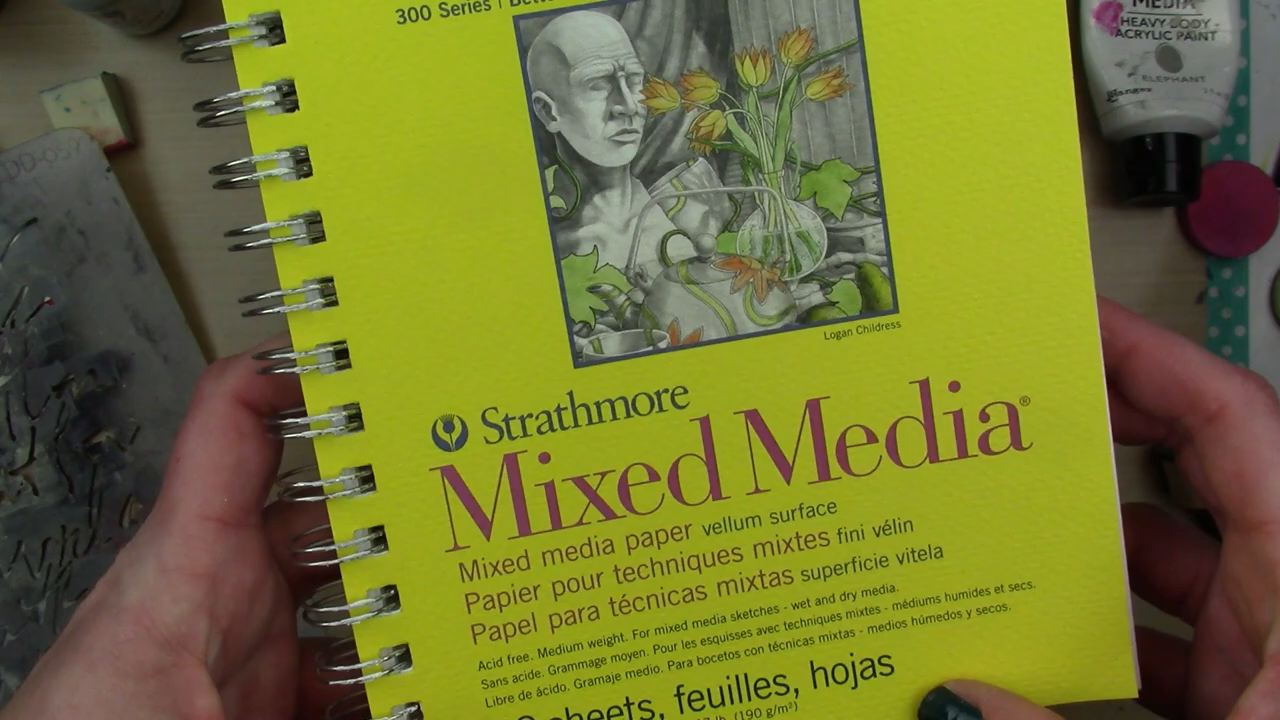 300 Series |
Logan Childress
Strathmore
Mixed Media®
Mixed media paper vellum surface
Papier pour techniques mixtes fini vélin
Papel para técnicas mixtas superficie vitela
Acid free. Medium weight. For mixed media sketches - wet and dry media.
Sans acide. Grammage moyen. Pour les esquisses avec techniques mixtes - médiums humides et secs.
Libre de ácido. Gramaje medio. Para bocetos con técnicas mixtas - medios húmedos y secos.
sheets, feuilles, hojas
lb. (190 g/m²)
MEDIA
HEAVY BODY
ACRYLIC PAINT
ELEPHANT
Ranger